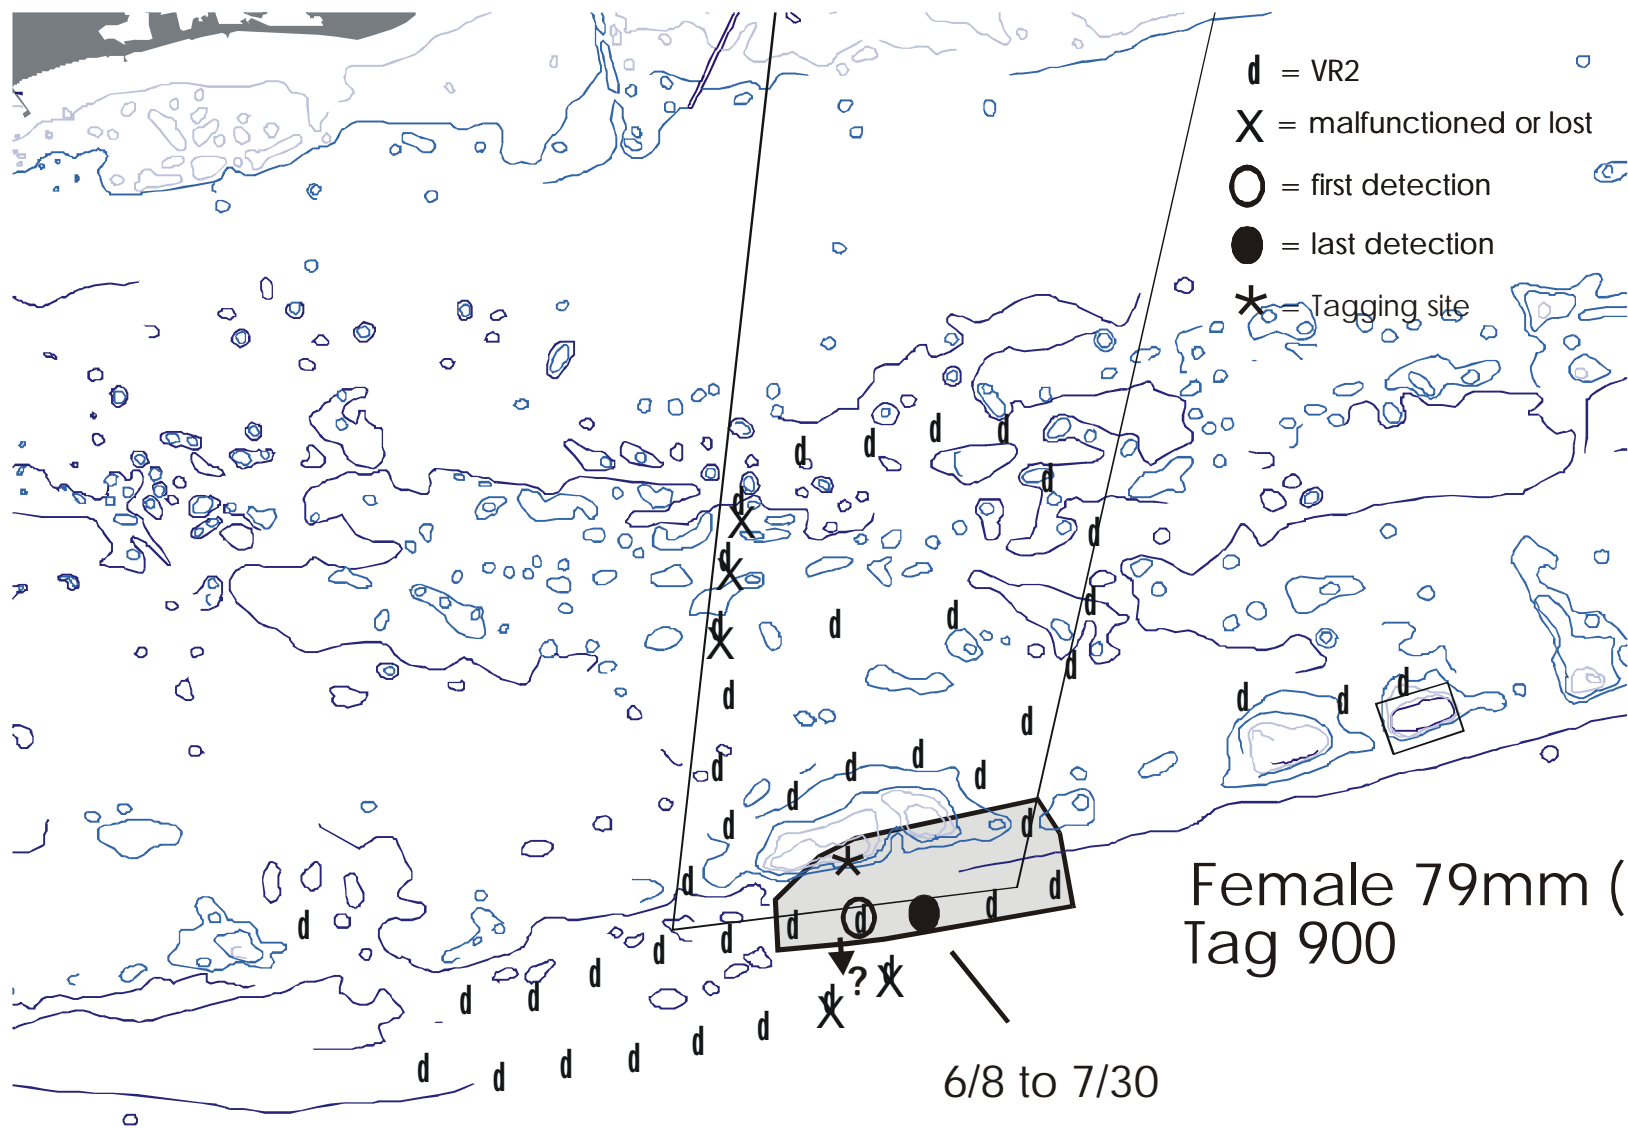 d = VR2
X = malfunctioned or lost
= first detection
= last detection
* = Tagging site
d d d d
d
d d
d d
d d d d
d d
d d d d
d d d d
d d d
d d d
d d d d d
d d d d
d d d ? d
d d d d
d d d d d
X X X
X X
Female 79mm (
Tag 900
6/8 to 7/30